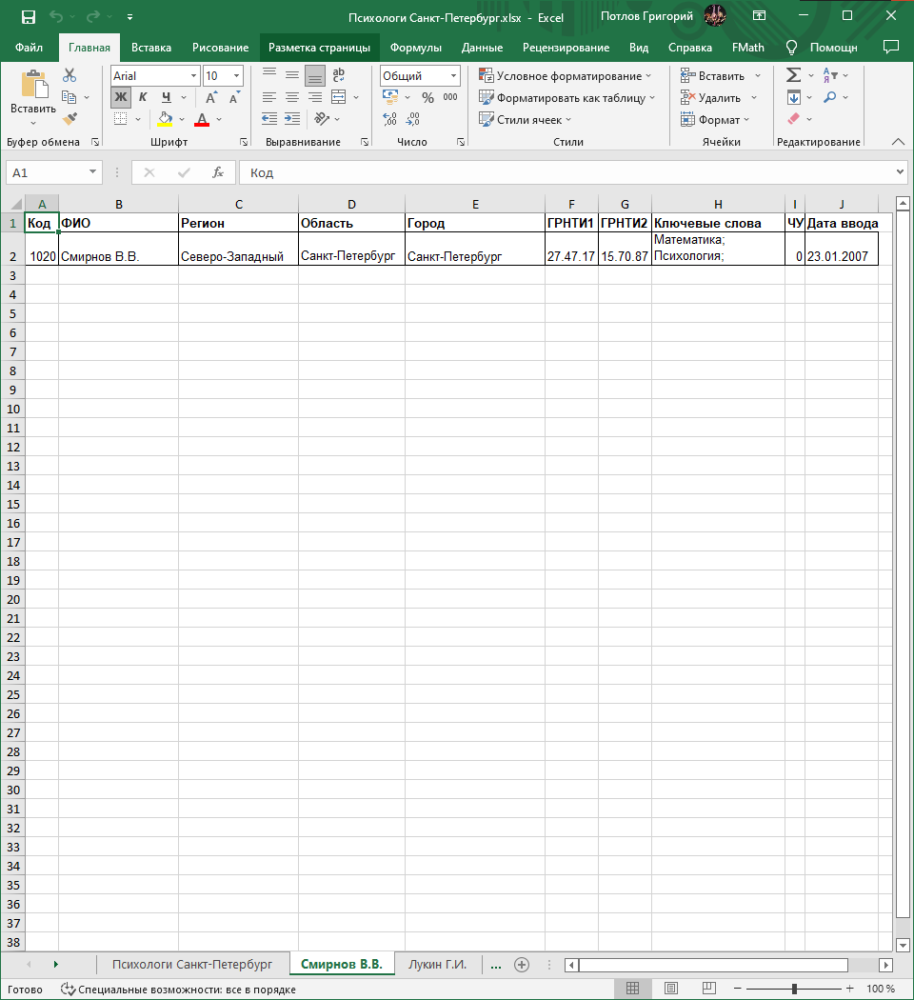 Психологи Санкт-Петербург.xlsx - Excel Потлов Григорий
Файл Главная Вставка Рисование Разметка страницы Формулы Данные Рецензирование Вид Справка FMath Помощн
Arial 10 ab Общий Условное форматирование Вставить Σ АЯ
Вставить Ж К Ч А А % 000 Форматировать как таблицу Удалить
А Стили ячеек Формат
Буфер обмена Шрифт Выравнивание Число Стили Ячейки Редактирование
A1 fx Код
A B C D E F G H I J
1 Код ФИО Регион Область Город ГРНТИ1 ГРНТИ2 Ключевые слова ЧУ Дата ввода
Математика;
2 1020 Смирнов В.В. Северо-Западный Санкт-Петербург Санкт-Петербург 27.47.17 15.70.87 Психология; 0 23.01.2007
3
4
5
6
7
8
9
10
11
12
13
14
15
16
17
18
19
20
21
22
23
24
25
26
27
28
29
30
31
32
33
34
35
36
37
38
Психологи Санкт-Петербург Смирнов В.В. Лукин Г.И. ...
Готово Специальные возможности: все в порядке 100 %